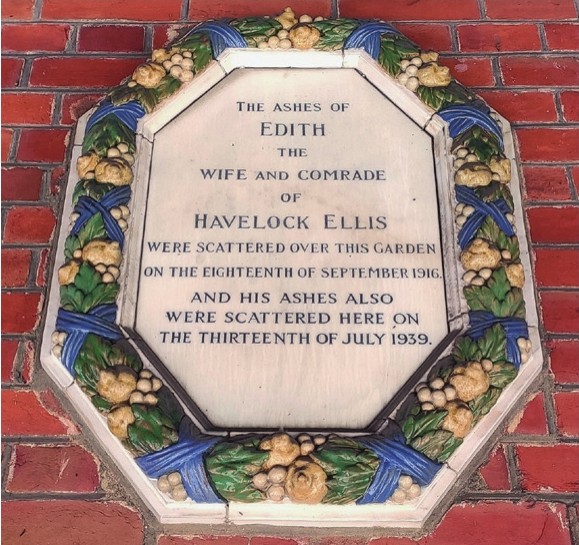 THE ASHES OF
EDITH
THE
WIFE AND COMRADE
OF
HAVELOCK ELLIS
WERE SCATTERED OVER THIS GARDEN
ON THE EIGHTEENTH OF SEPTEMBER 1916.
AND HIS ASHES ALSO
WERE SCATTERED HERE ON
THE THIRTEENTH OF JULY 1939.